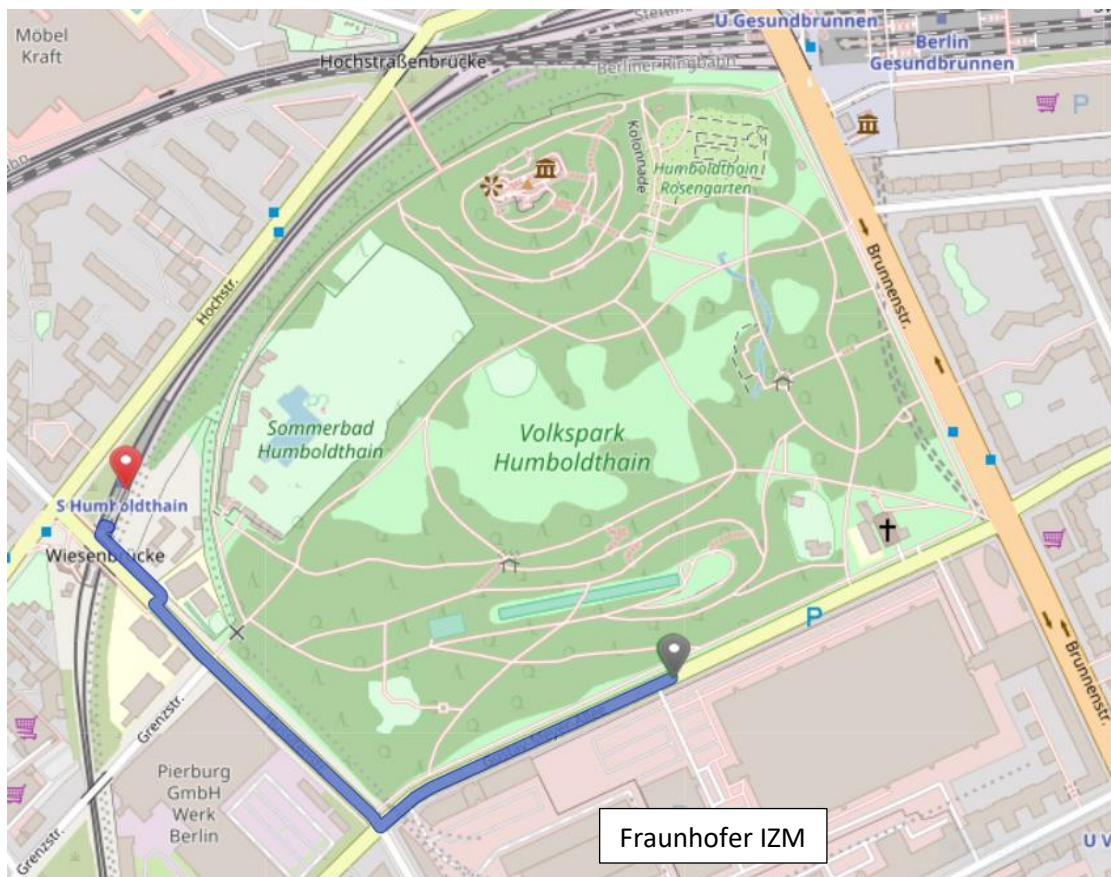 Möbel
Kraft
U Gesundbrunnen
Berlin
Gesundbrunnen
Hochstraßenbrücke
Berliner Ringbahn
P
Kolonnade
Humboldthain
Rosengarten
Hochstr.
Brunnenstr.
Sommerbad
Humboldthain
Volkspark
Humboldthain
S Humboldthain
Wiesenbrücke
P
Grenzstr.
Brunnenstr.
Pierburg
GmbH
Werk
Berlin
Grenzstr.
Fraunhofer IZM